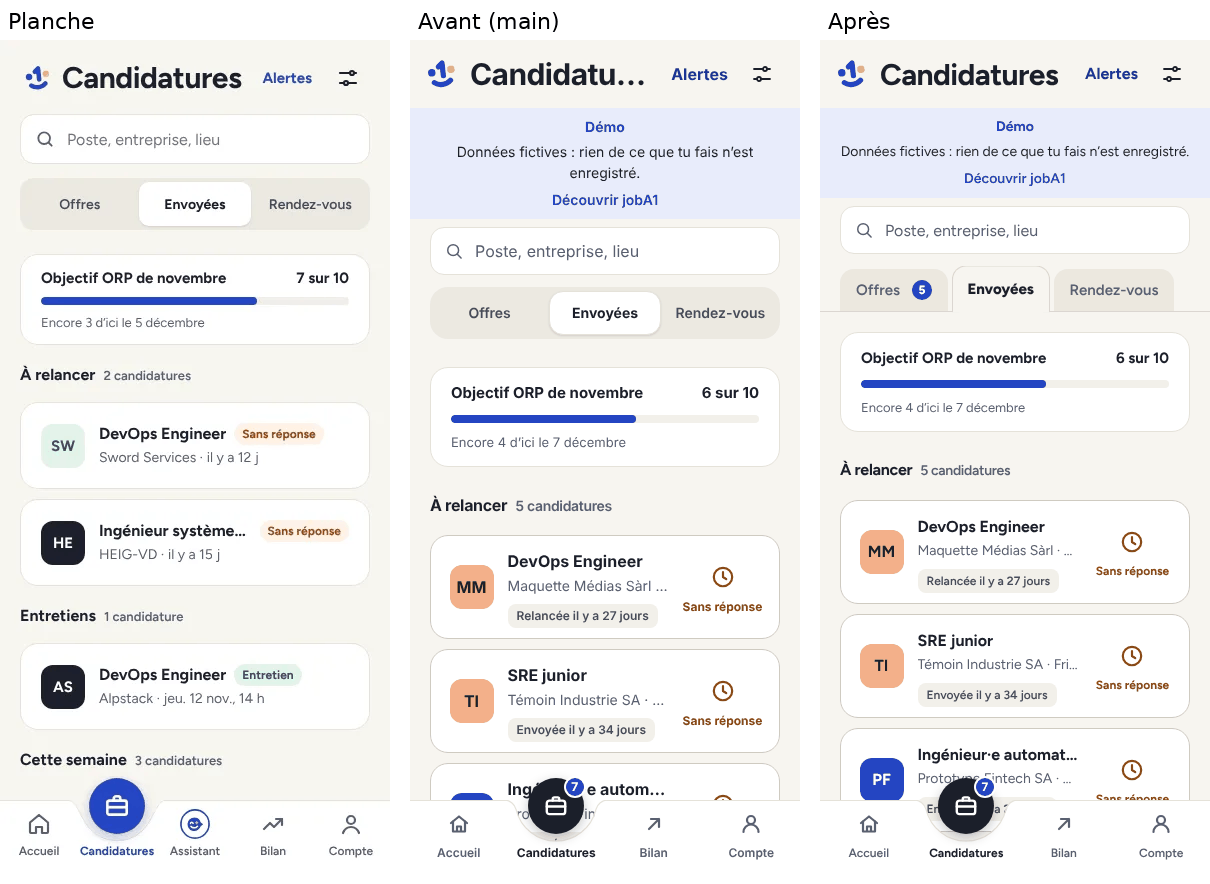 Planche
Candidatures
Alertes
Poste, entreprise, lieu
Offres
Envoyées
Rendez-vous
Objectif ORP de novembre
7 sur 10
Encore 3 d'ici le 5 décembre
À relancer 2 candidatures
SW
DevOps Engineer
Sans réponse
Sword Services · il y a 12 j
HE
Ingénieur système...
Sans réponse
HEIG-VD · il y a 15 j
Entretiens 1 candidature
AS
DevOps Engineer
Entretien
Alpstack · jeu. 12 nov., 14 h
Cette semaine 3 candidatures
Accueil
Candidatures
Assistant
Bilan
Compte
Avant (main)
Candidatu...
Alertes
Démo
Données fictives : rien de ce que tu fais n'est
enregistré.
Découvrir jobA1
Poste, entreprise, lieu
Offres
Envoyées
Rendez-vous
Objectif ORP de novembre
6 sur 10
Encore 4 d'ici le 7 décembre
À relancer 5 candidatures
MM
DevOps Engineer
Maquette Médias Sàrl ...
Relancée il y a 27 jours
Sans réponse
TI
SRE junior
Témoin Industrie SA · ...
Envoyée il y a 34 jours
Sans réponse
7
Accueil
Candidatures
Bilan
Compte
Après
Candidatures
Alertes
Démo
Données fictives : rien de ce que tu fais n'est enregistré.
Découvrir jobA1
Poste, entreprise, lieu
Offres 5
Envoyées
Rendez-vous
Objectif ORP de novembre
6 sur 10
Encore 4 d'ici le 7 décembre
À relancer 5 candidatures
MM
DevOps Engineer
Maquette Médias Sàrl · ...
Relancée il y a 27 jours
Sans réponse
TI
SRE junior
Témoin Industrie SA · Fri...
Envoyée il y a 34 jours
Sans réponse
PF
Ingénieur·e automat...
Prototype Fintech SA · ...
Sans réponse
7
Accueil
Candidatures
Bilan
Compte